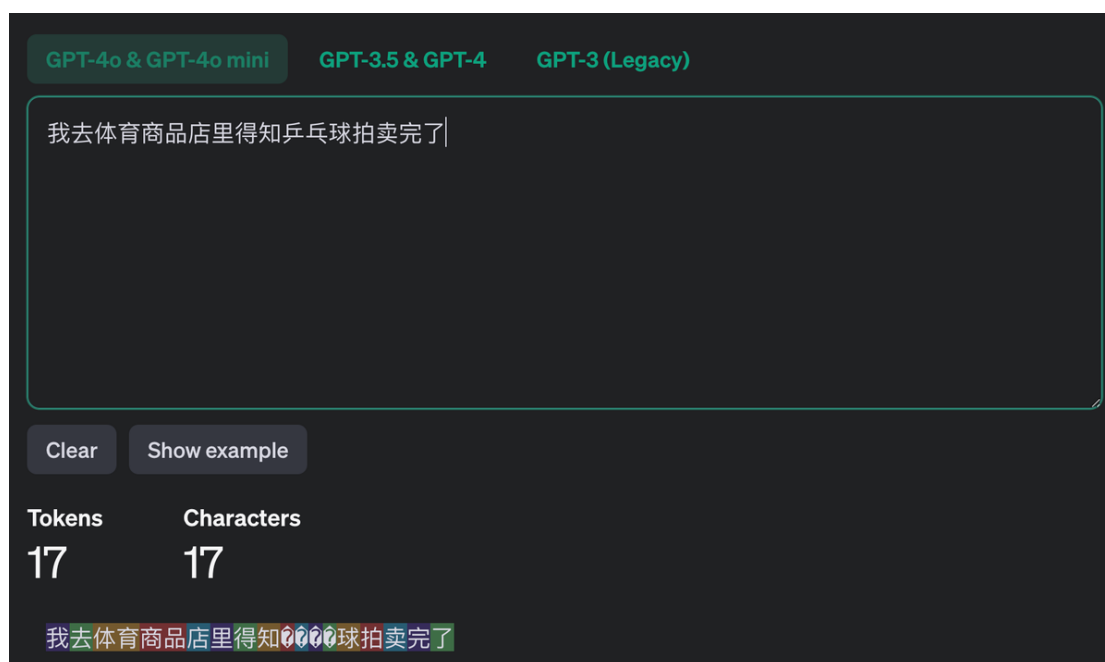 GPT-4o & GPT-4o mini GPT-3.5 & GPT-4 GPT-3 (Legacy)
我去体育商品店里得知乒乓球拍卖完了
Clear Show example
Tokens Characters
17 17
我去体育商品店里得知����球拍卖完了